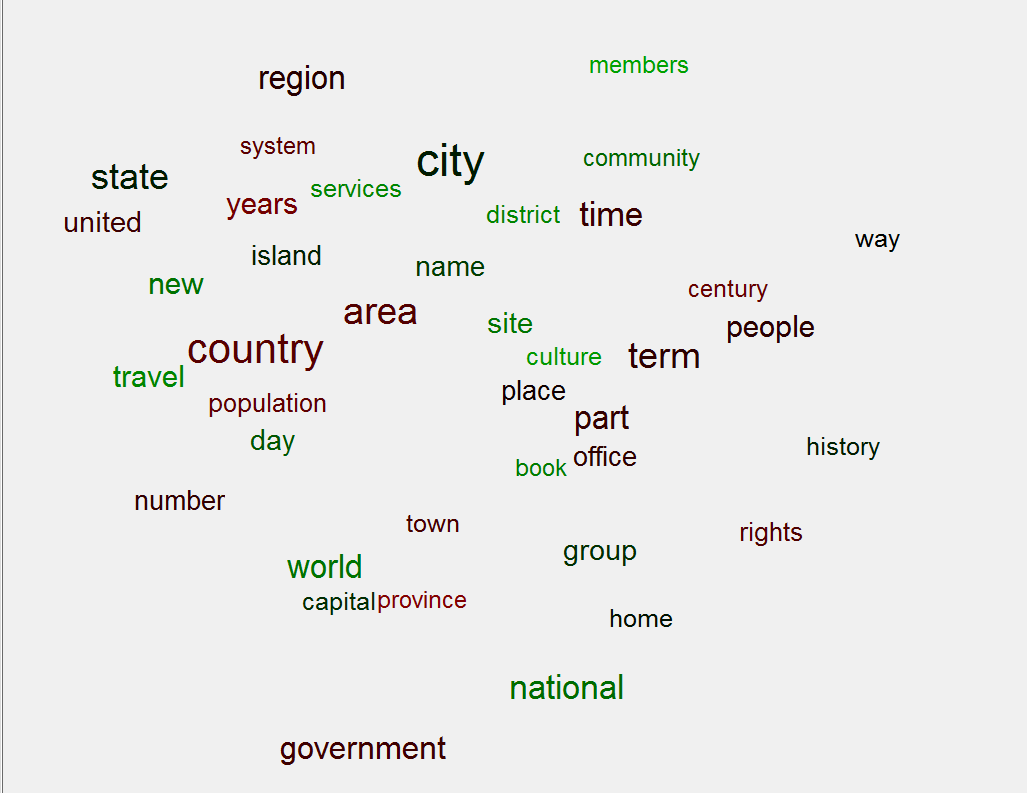 members
region
system
city
community
state
services
years
district
time
united
way
island
name
new
century
area
site
people
country
culture
term
travel
place
population
part
day
history
office
book
number
town
rights
group
world
capital
province
home
national
government